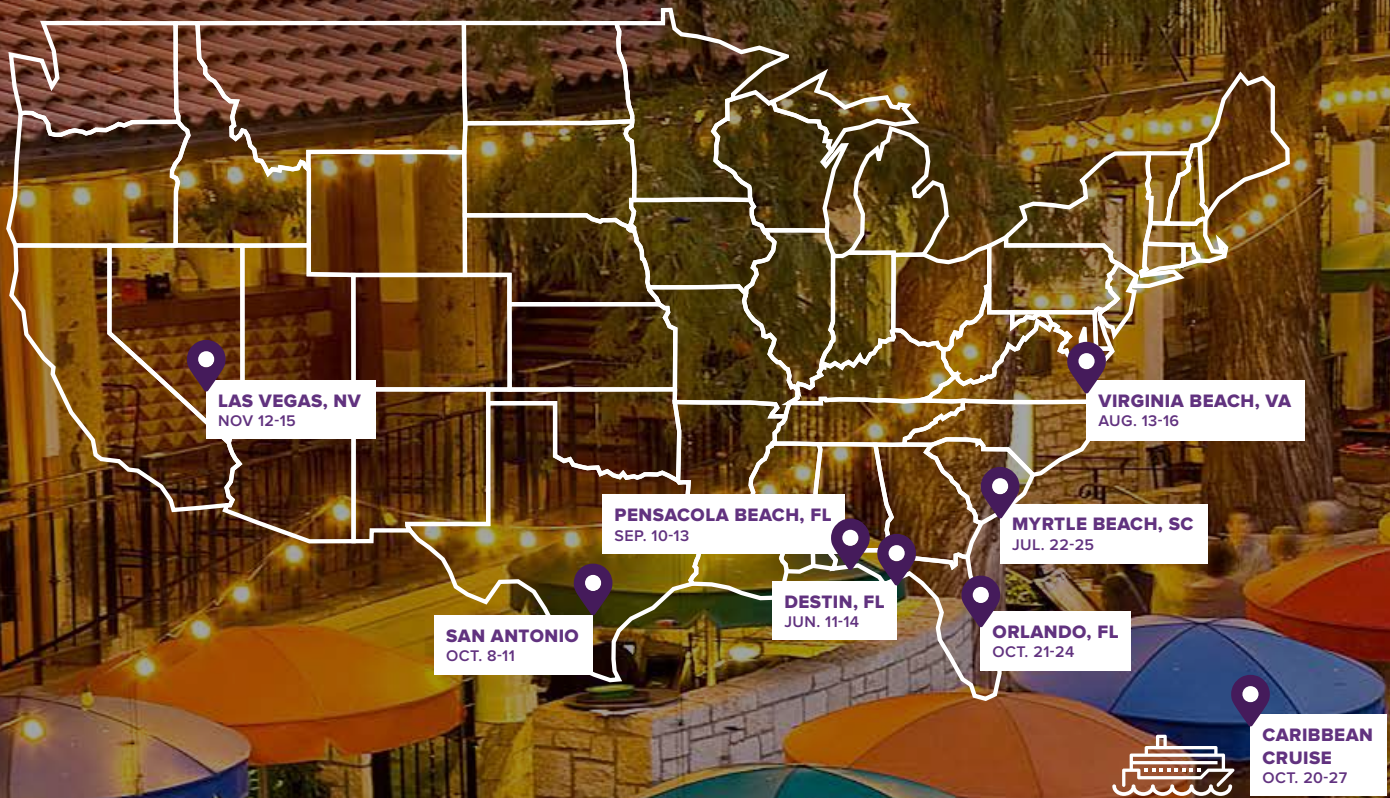 LAS VEGAS, NV
NOV 12-15
VIRGINIA BEACH, VA
AUG. 13-16
PENSACOLA BEACH, FL
SEP. 10-13
MYRTLE BEACH, SC
JUL. 22-25
DESTIN, FL
JUN. 11-14
SAN ANTONIO
OCT. 8-11
ORLANDO, FL
OCT. 21-24
CARIBBEAN
CRUISE
OCT. 20-27